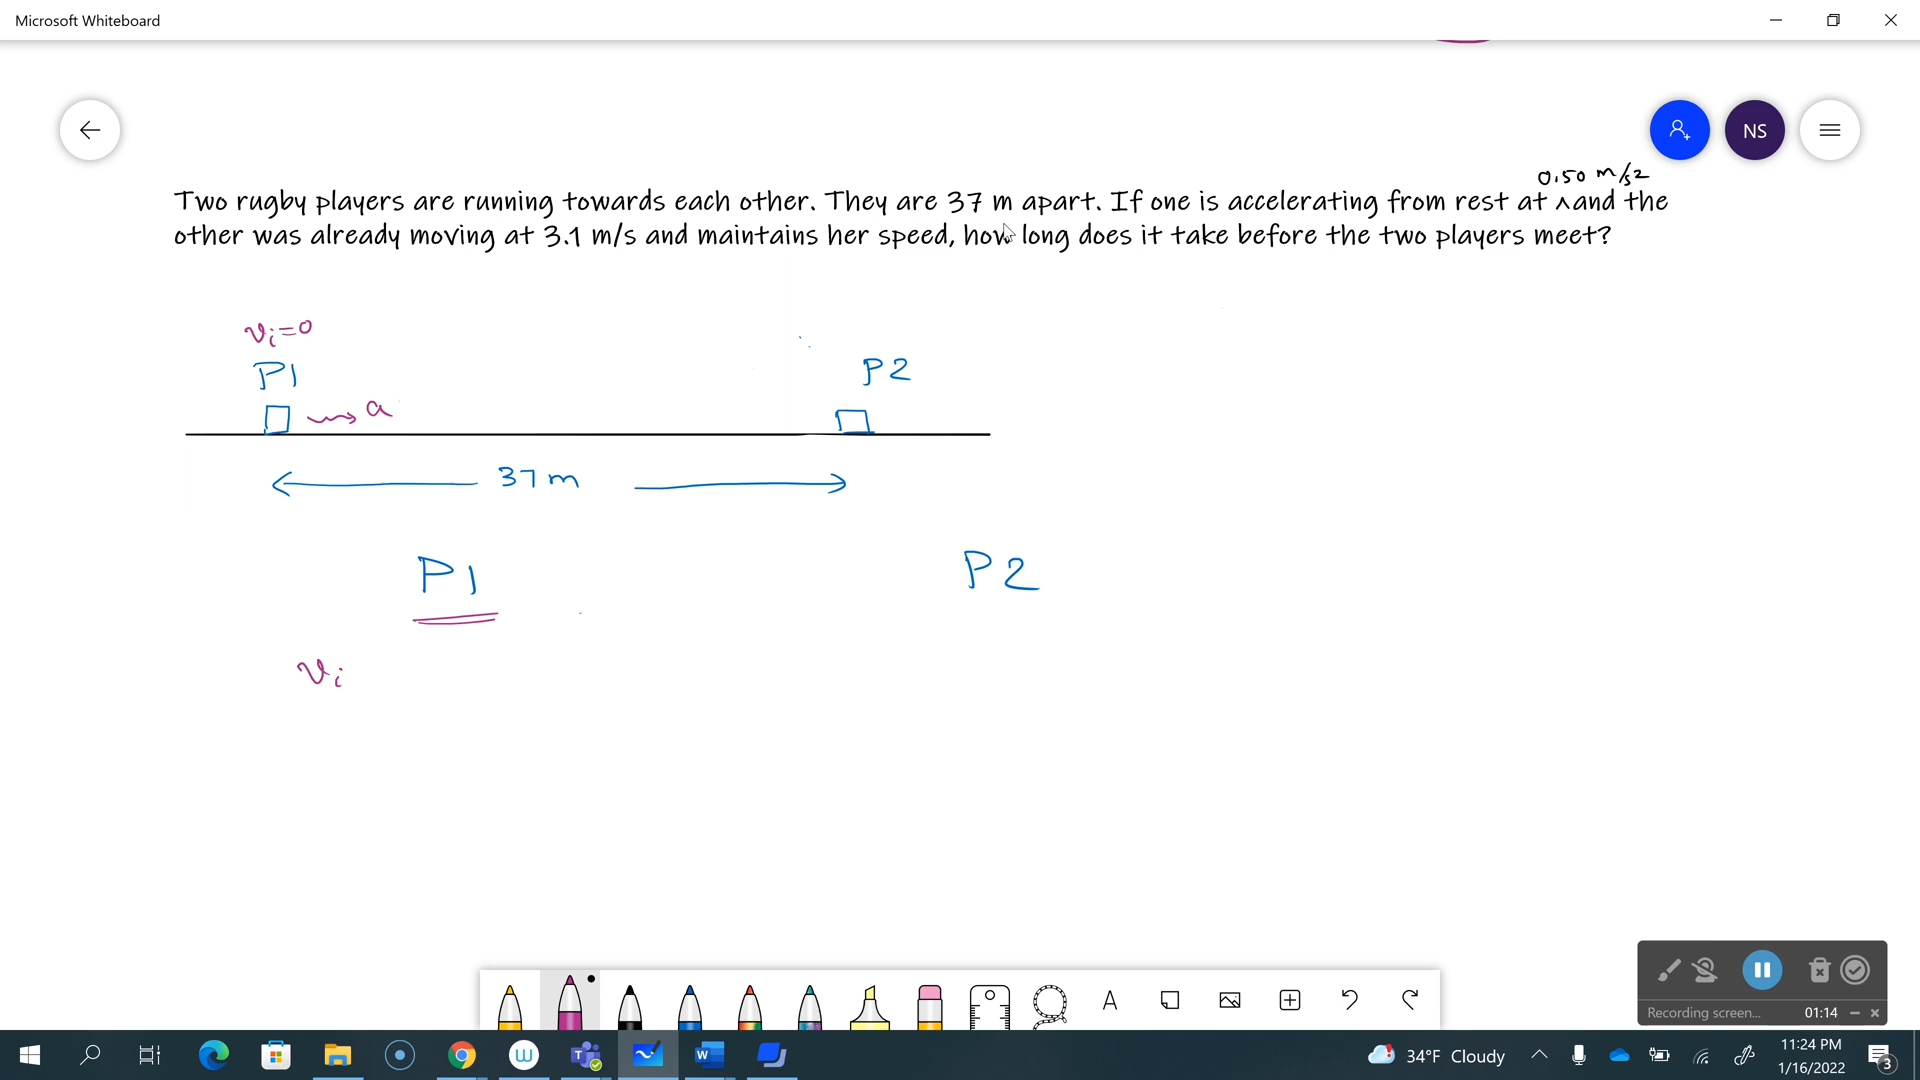 Microsoft Whiteboard
NS
0.50 m/s2
Two rugby players are running towards each other. They are 37 m apart. If one is accelerating from rest at ^ and the
other was already moving at 3.1 m/s and maintains her speed, how long does it take before the two players meet?
vi=0
P1
P2
a
37 m
P1
P2
vi
A
Recording screen...
01:14
34°F Cloudy
11:24 PM
1/16/2022
3